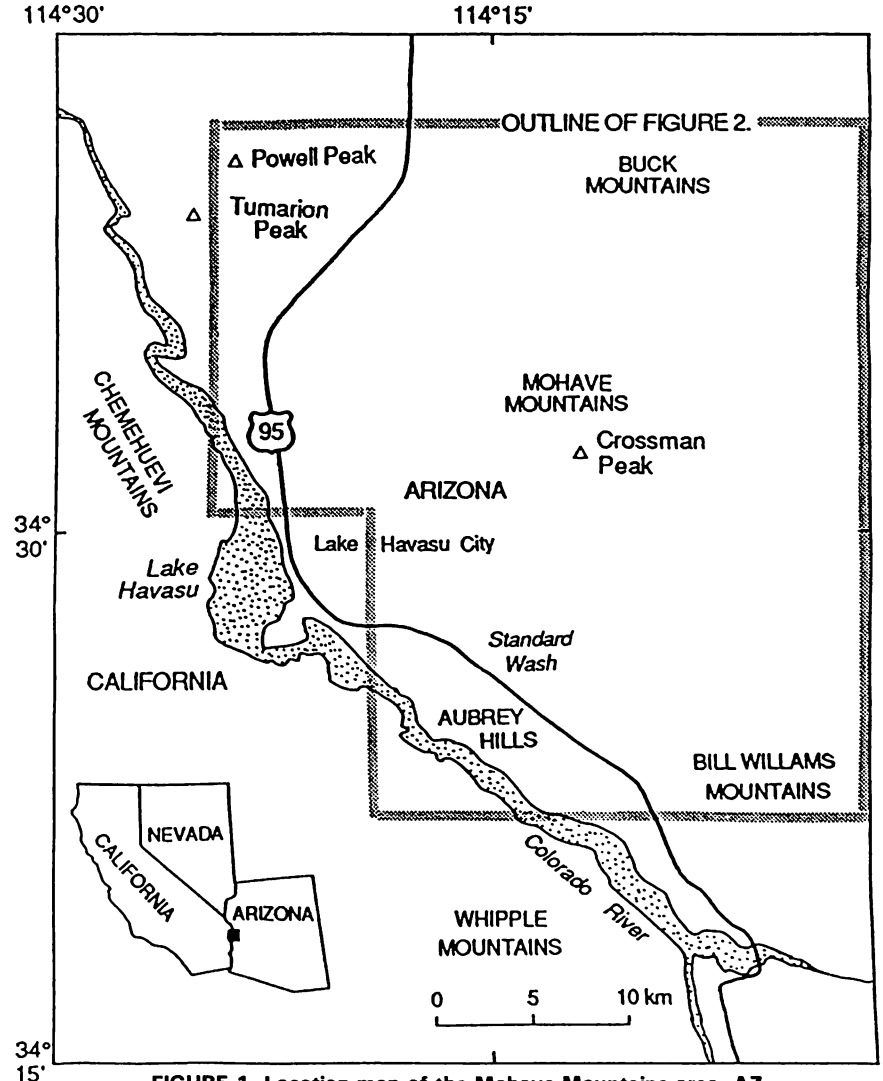 114°30'
114°15'
OUTLINE OF FIGURE 2.
Powell Peak
BUCK
MOUNTAINS
Tumarion
Peak
CHEMEHUEVI
MOUNTAINS
MOHAVE
MOUNTAINS
95
Crossman
Peak
ARIZONA
34°
30'
Lake Havasu City
Lake
Havasu
Standard
Wash
CALIFORNIA
AUBREY
HILLS
BILL WILLAMS
MOUNTAINS
NEVADA
CALIFORNIA
ARIZONA
Colorado River
WHIPPLE
MOUNTAINS
0 5 10 km
34°
15'
FIGURE 1. Location map of the Mohave Mountains area, AZ